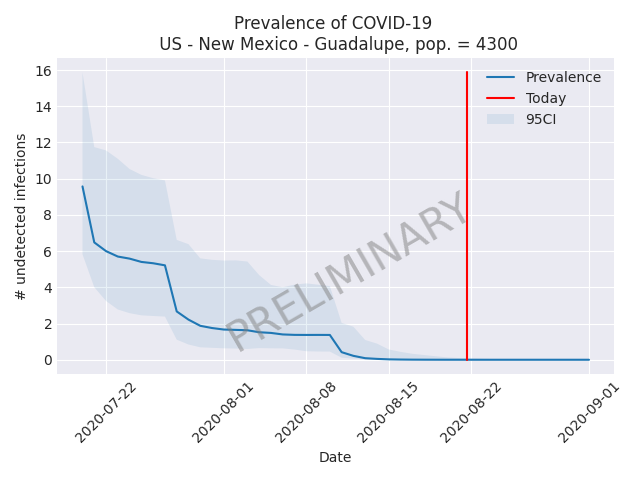 Prevalence of COVID-19
US - New Mexico - Guadalupe, pop. = 4300
# undetected infections
16
14
12
10
8
6
4
2
0
Prevalence
Today
95CI
PRELIMINARY
2020-07-22
2020-08-01
2020-08-08
2020-08-15
2020-08-22
2020-09-01
Date